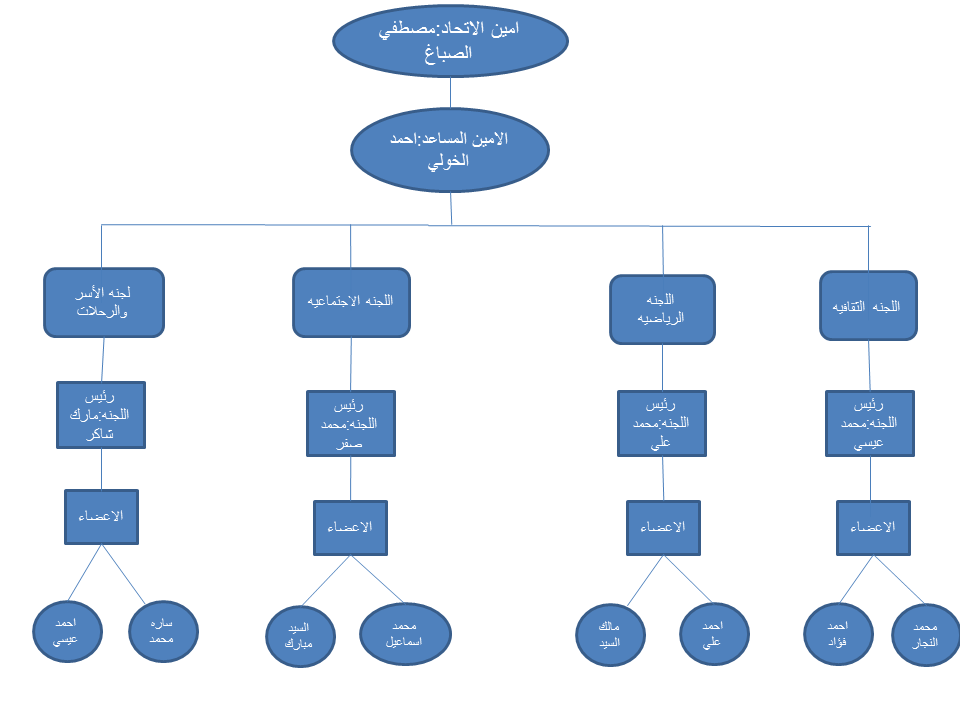 امين الاتحاد:مصطفي
الصباغ
الامين المساعد:احمد
الخولي
اللجنه الثقافيه
اللجنه
الرياضيه
اللجنه الاجتماعيه
لجنه الأسر
والرحلات
رئيس
اللجنه:محمد
عيسي
رئيس
اللجنه:محمد
علي
رئيس
اللجنه:محمد
صقر
رئيس
اللجنه:مارك
شاكر
الاعضاء
الاعضاء
الاعضاء
الاعضاء
محمد
النجار
احمد
فؤاد
احمد
علي
مالك
السيد
محمد
اسماعيل
السيد
مبارك
ساره
محمد
احمد
عيسي